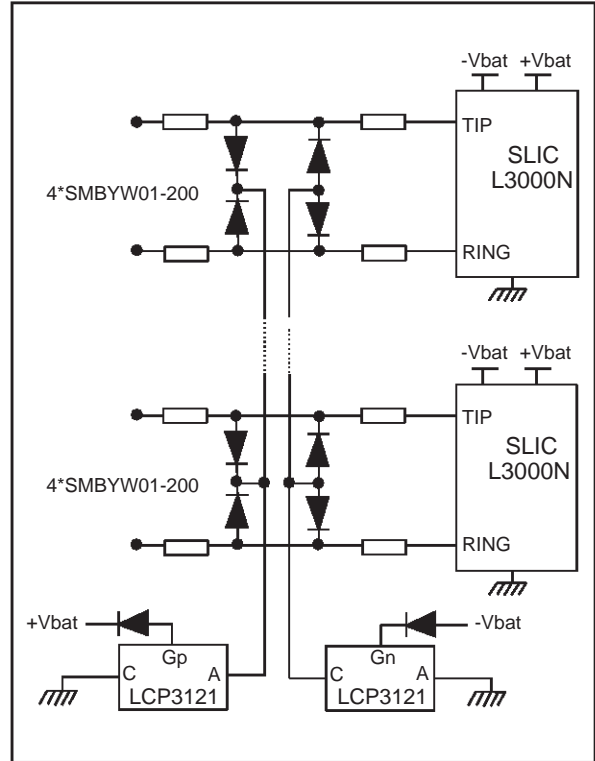 -Vbat +Vbat
TIP
SLIC
L3000N
4*SMBYW01-200
RING
-Vbat +Vbat
TIP
SLIC
L3000N
4*SMBYW01-200
RING
+Vbat
Gp
C A
LCP3121
-Vbat
Gn
C A
LCP3121